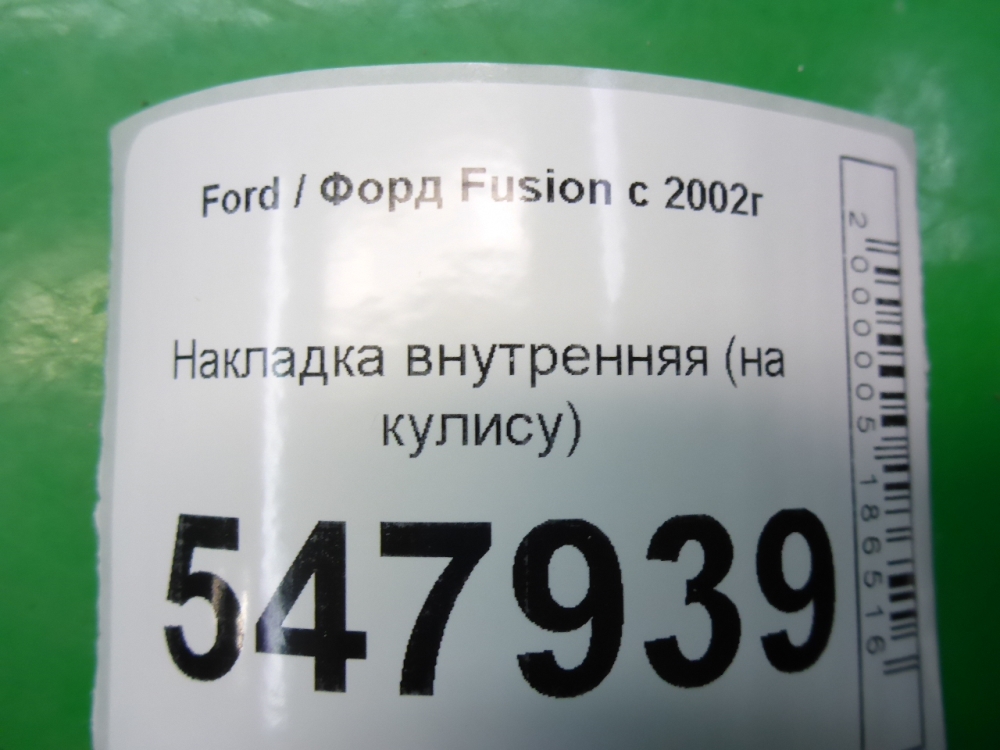 Ford / Форд Fusion с 2002г
Накладка внутренняя (на
кулису)
547939
2000005186516